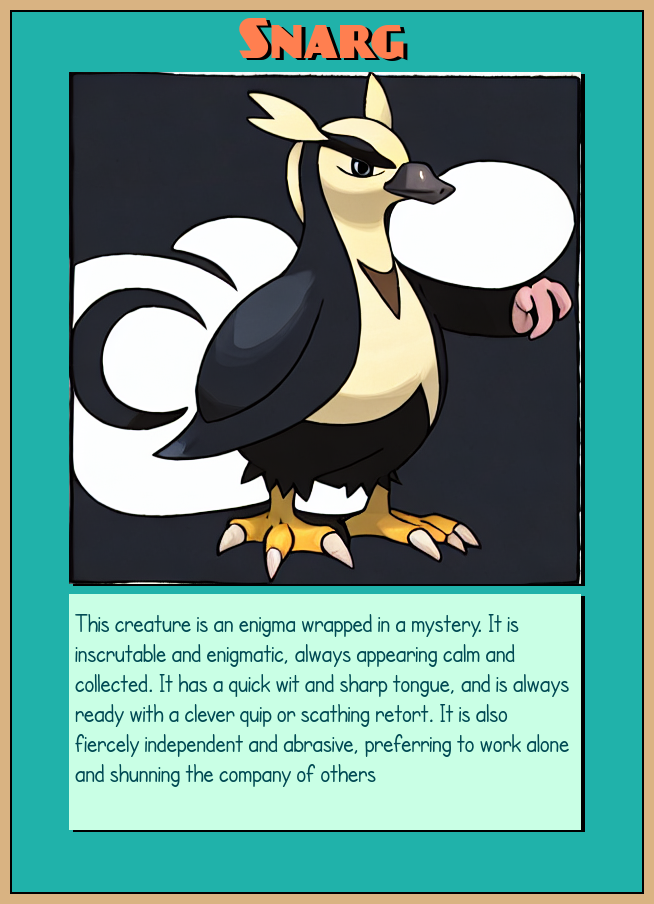 Snarg
This creature is an enigma wrapped in a mystery. It is
inscrutable and enigmatic, always appearing calm and
collected. It has a quick wit and sharp tongue, and is always
ready with a clever quip or scathing retort. It is also
fiercely independent and abrasive, preferring to work alone
and shunning the company of others